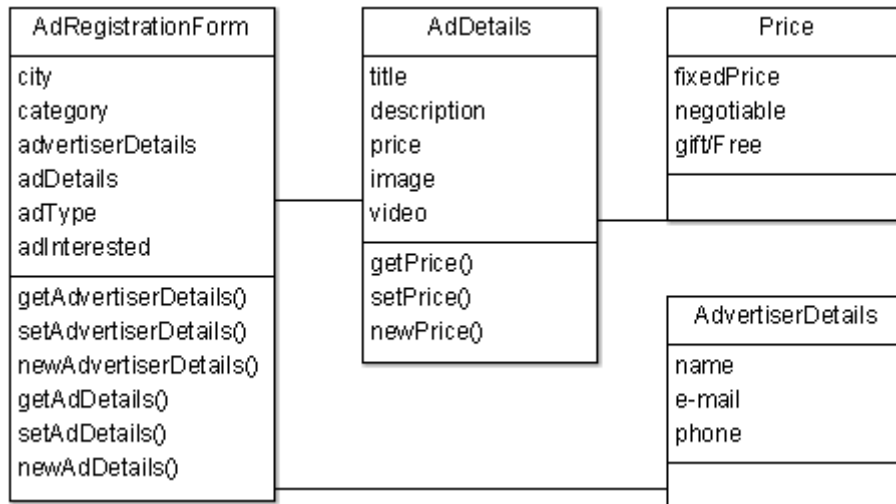 AdRegistrationForm
city
category
advertiserDetails
adDetails
adType
adInterested
getAdvertiserDetails()
setAdvertiserDetails()
newAdvertiserDetails()
getAdDetails()
setAdDetails()
newAdDetails()
AdDetails
title
description
price
image
video
getPrice()
setPrice()
newPrice()
Price
fixedPrice
negotiable
gift/Free
AdvertiserDetails
name
e-mail
phone